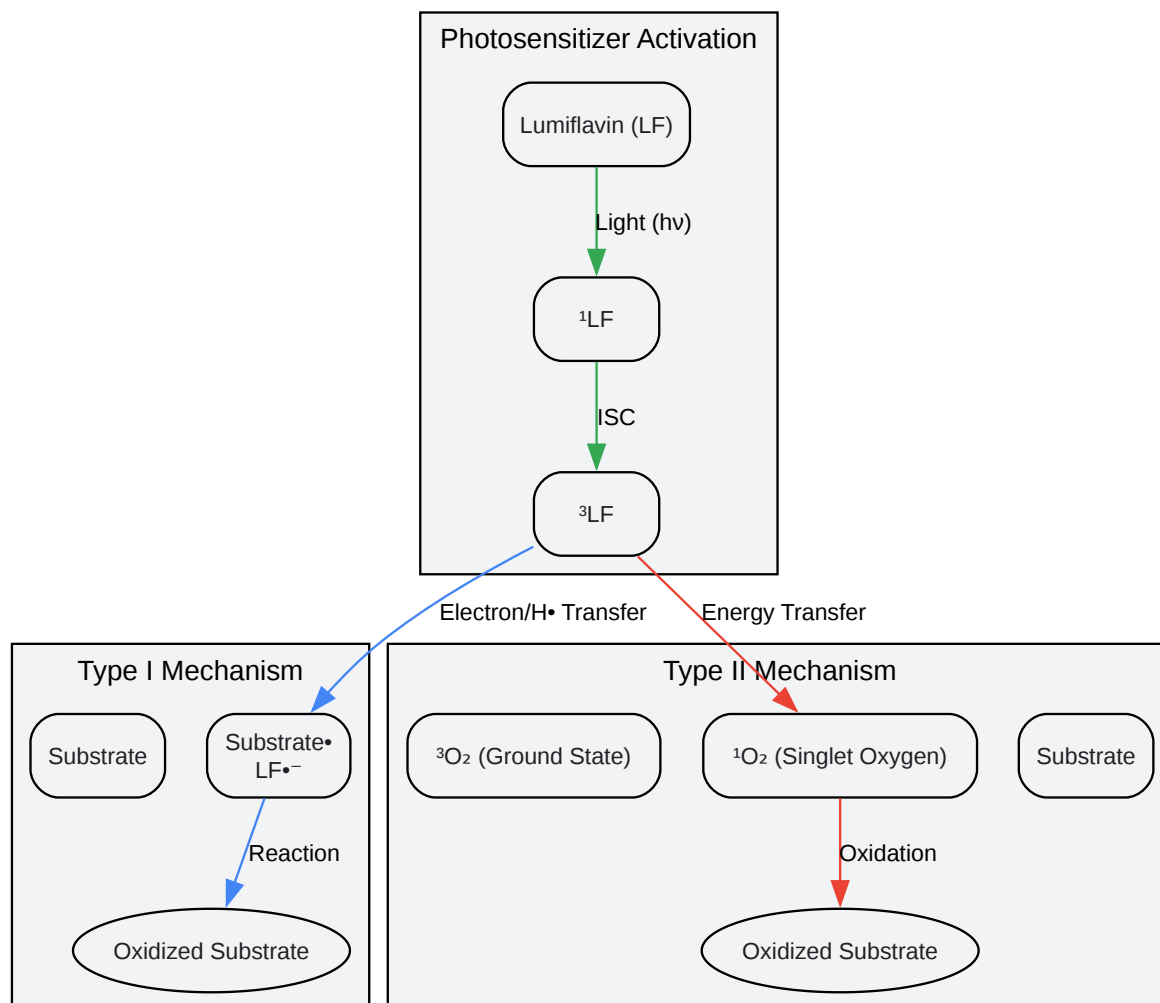 Photosensitizer Activation
Lumiflavin (LF)
Light (hν)
¹LF
ISC
³LF
Electron/H• Transfer
Energy Transfer
Type I Mechanism
Substrate
Substrate•
LF•⁻
Reaction
Oxidized Substrate
Type II Mechanism
³O₂ (Ground State)
¹O₂ (Singlet Oxygen)
Substrate
Oxidation
Oxidized Substrate